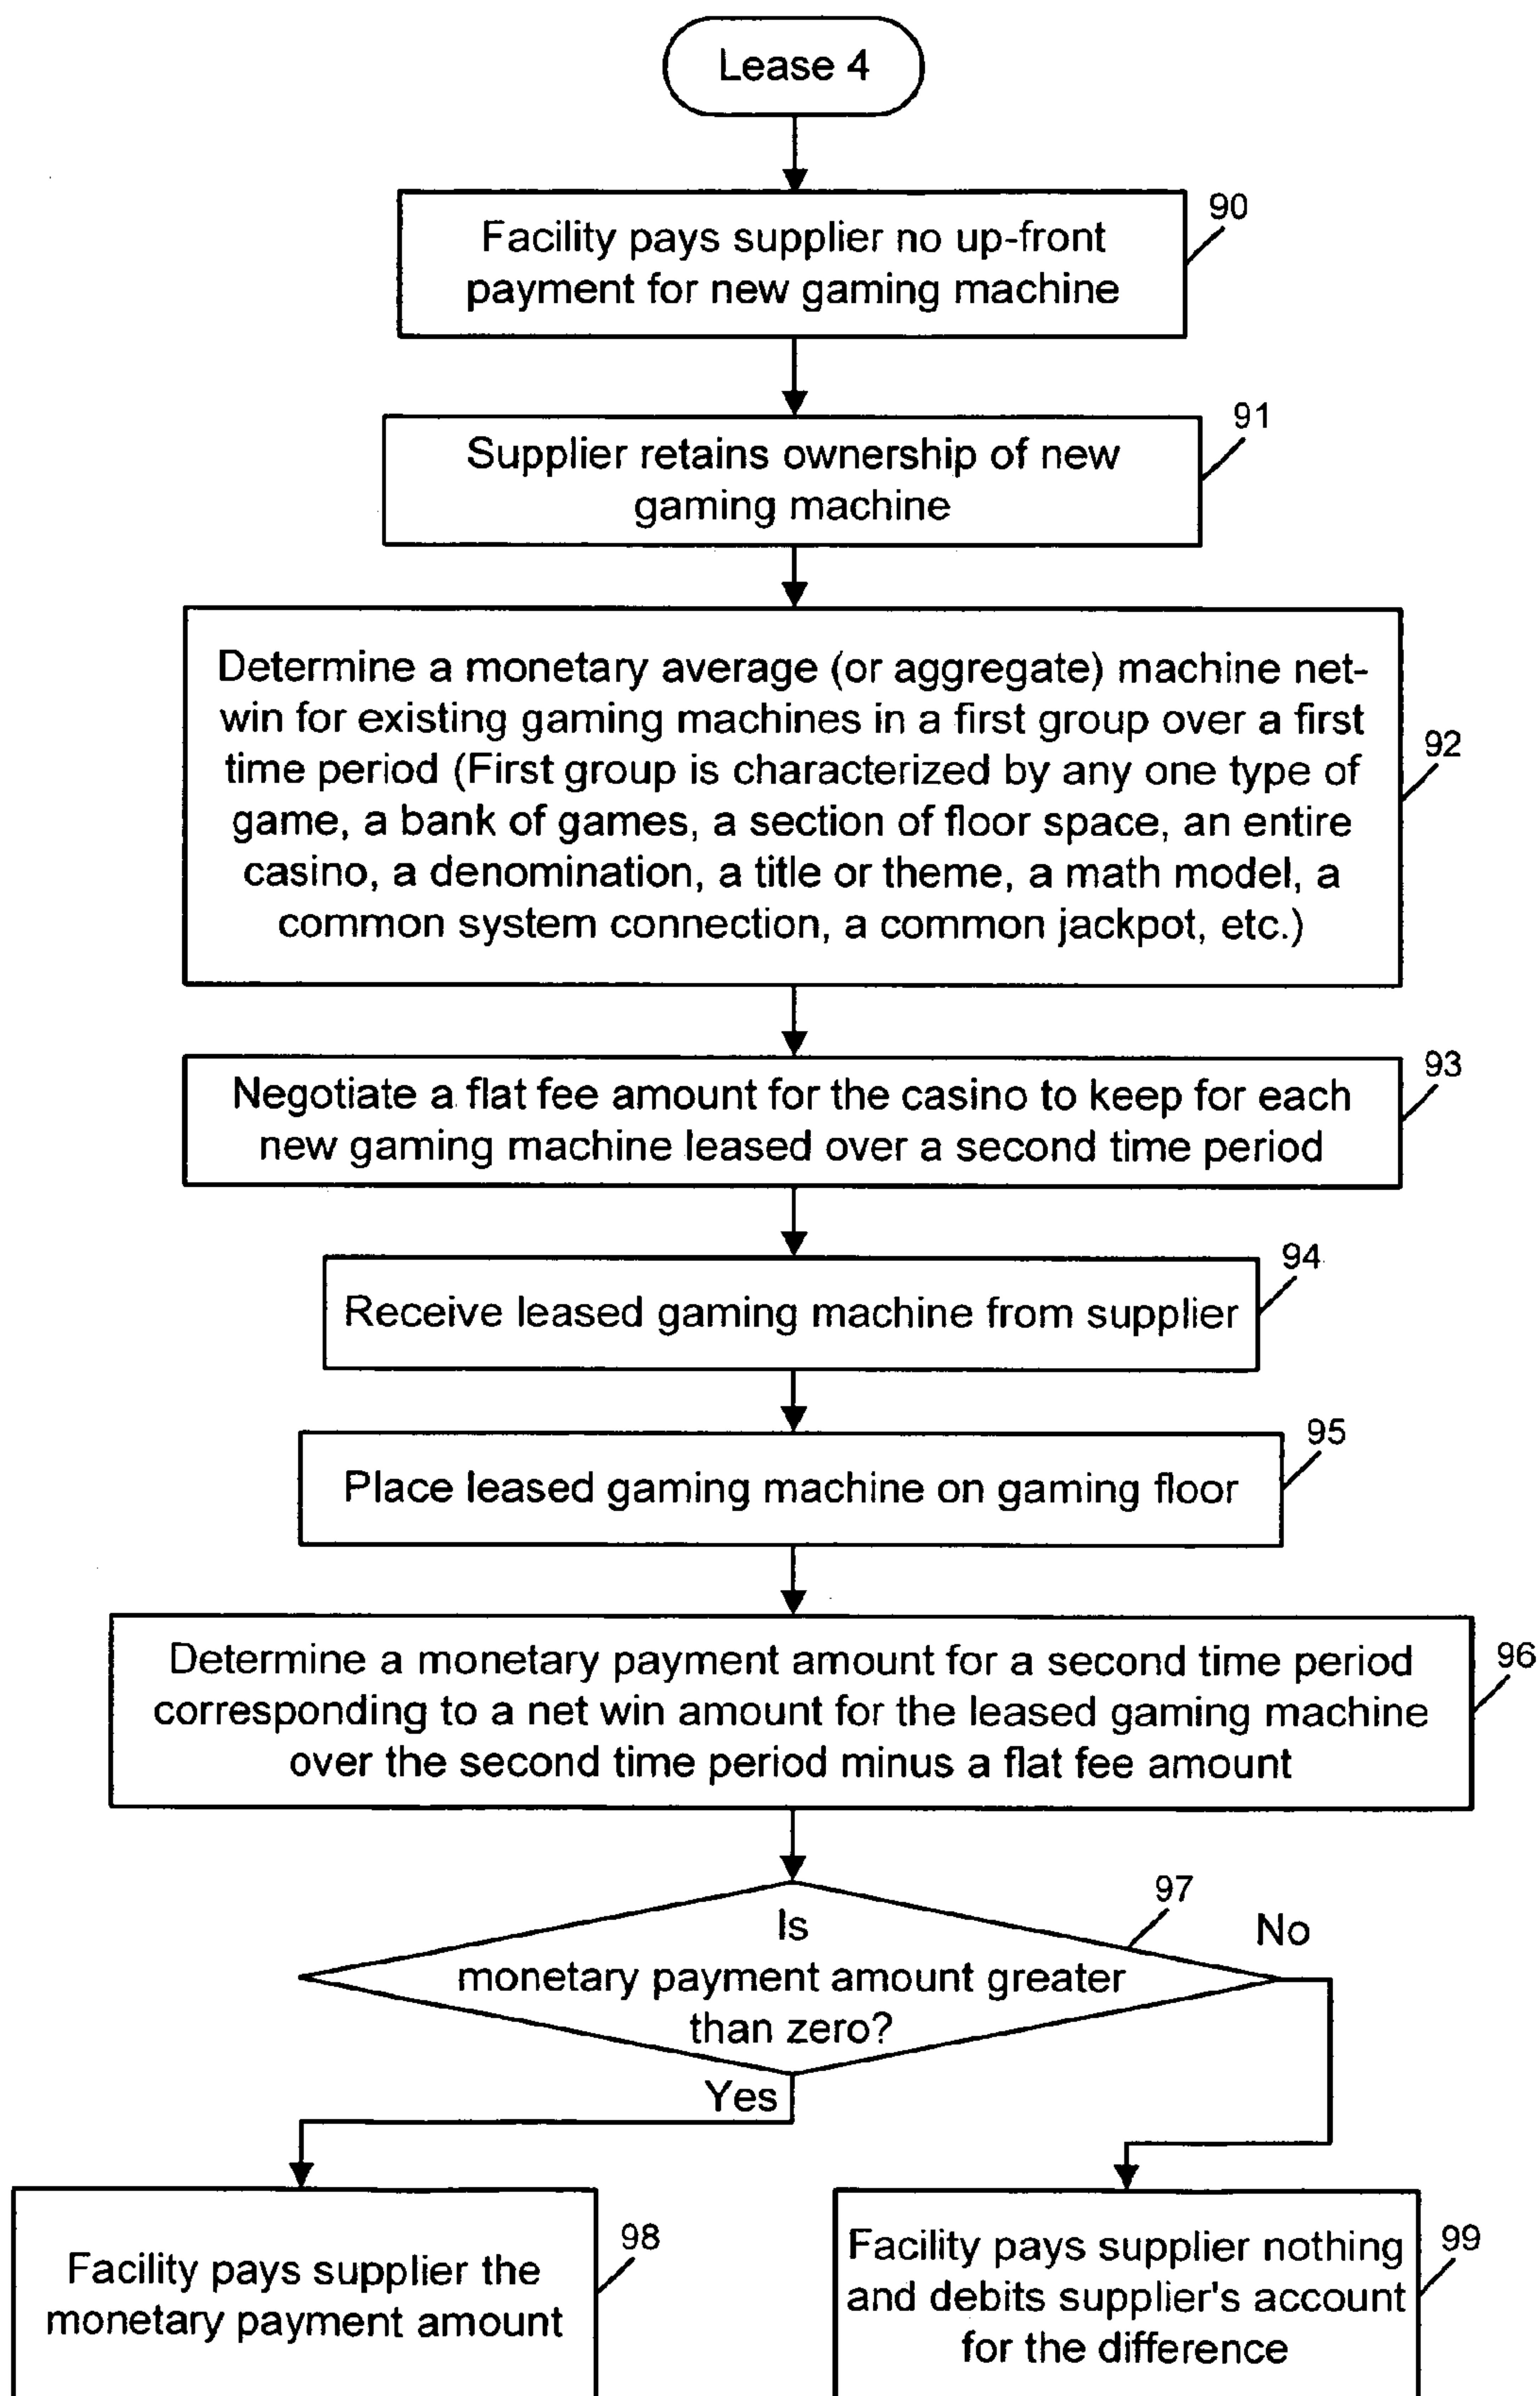 Lease 4
90
Facility pays supplier no up-front
payment for new gaming machine
91
Supplier retains ownership of new
gaming machine
Determine a monetary average (or aggregate) machine net-
win for existing gaming machines in a first group over a first
time period (First group is characterized by any one type of
game, a bank of games, a section of floor space, an entire
casino, a denomination, a title or theme, a math model, a
common system connection, a common jackpot, etc.)
92
93
Negotiate a flat fee amount for the casino to keep for each
new gaming machine leased over a second time period
94
Receive leased gaming machine from supplier
95
Place leased gaming machine on gaming floor
96
Determine a monetary payment amount for a second time period
corresponding to a net win amount for the leased gaming machine
over the second time period minus a flat fee amount
97
Is
monetary payment amount greater
than zero?
No
Yes
98
Facility pays supplier the
monetary payment amount
99
Facility pays supplier nothing
and debits supplier's account
for the difference